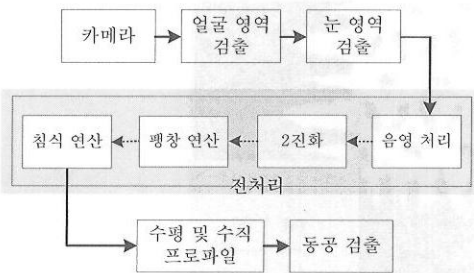 카메라
얼굴 영역
검출
눈 영역
검출
침식 연산
팽창 연산
2진화
음영 처리
전처리
수평 및 수직
프로파일
동공 검출